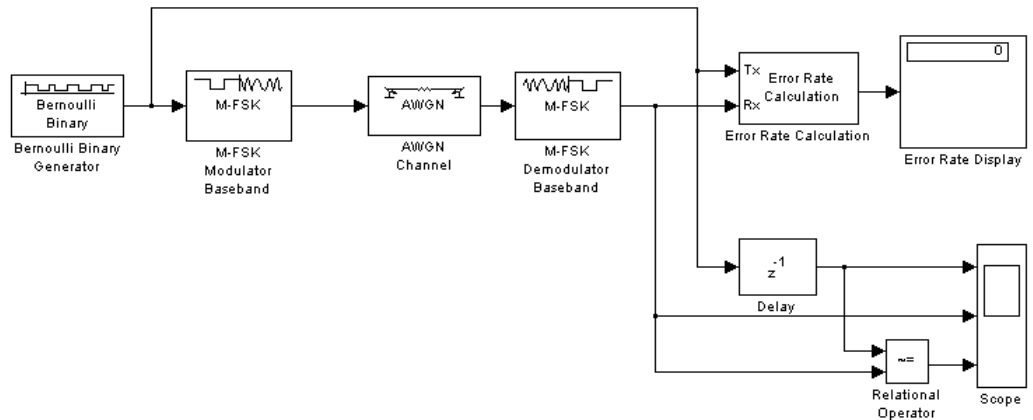 Bernoulli
Binary
Bernoulli Binary
Generator
M-FSK
M-FSK
Modulator
Baseband
AWGN
AWGN
Channel
M-FSK
M-FSK
Demodulator
Baseband
Tx
Rx
Error Rate
Calculation
Error Rate Calculation
0
Error Rate Display
z-1
Delay
~=
Relational
Operator
Scope